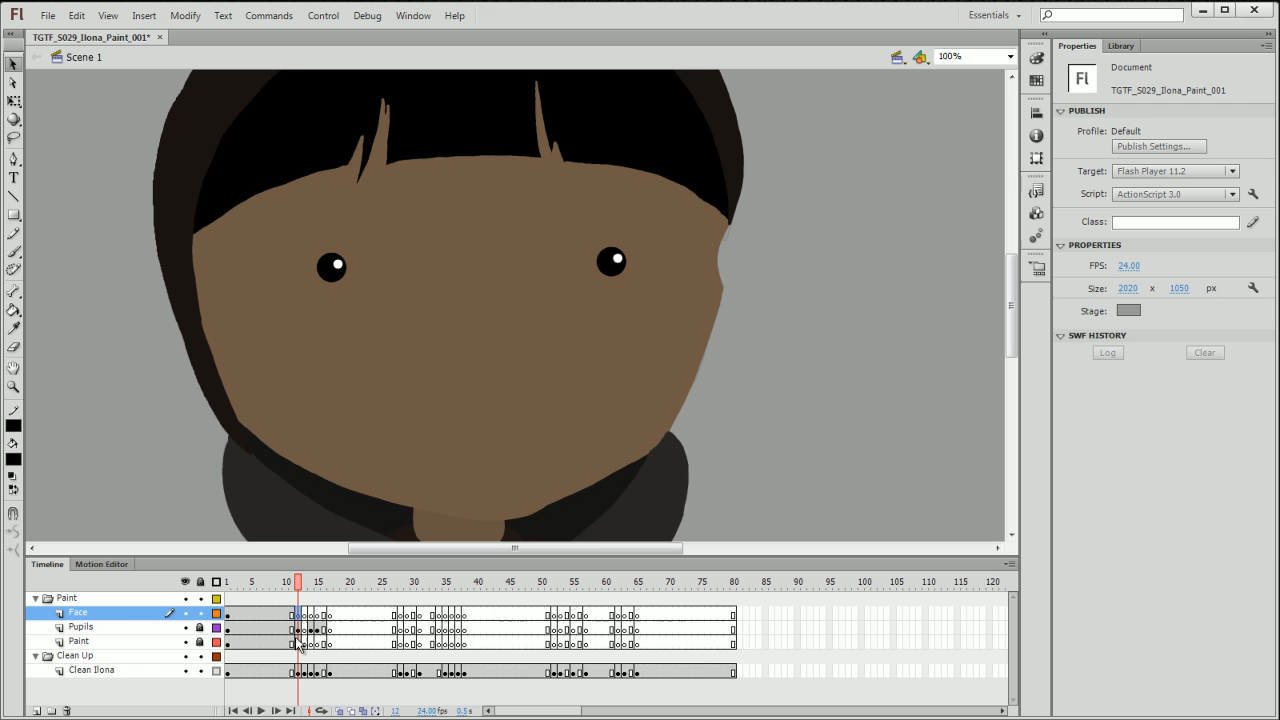 Fl File Edit View Insert Modify Text Commands Control Debug Window Help Essentials
TGTF_S029_Ilona_Paint_001* ×
Scene 1 100%
Properties Library
Fl Document
TGTF_S029_Ilona_Paint_001
PUBLISH
Profile: Default
Publish Settings...
Target: Flash Player 11.2
Script: ActionScript 3.0
Class:
PROPERTIES
FPS: 24.00
Size: 2020 x 1050 px
Stage:
SWF HISTORY
Log Clear
Timeline Motion Editor
1 5 10 15 20 25 30 35 40 45 50 55 60 65 70 75 80 85 90 95 100 105 110 115 120
Paint
Face
Pupils
Paint
Clean Up
Clean Ilona
12 24.00fps 0.5s